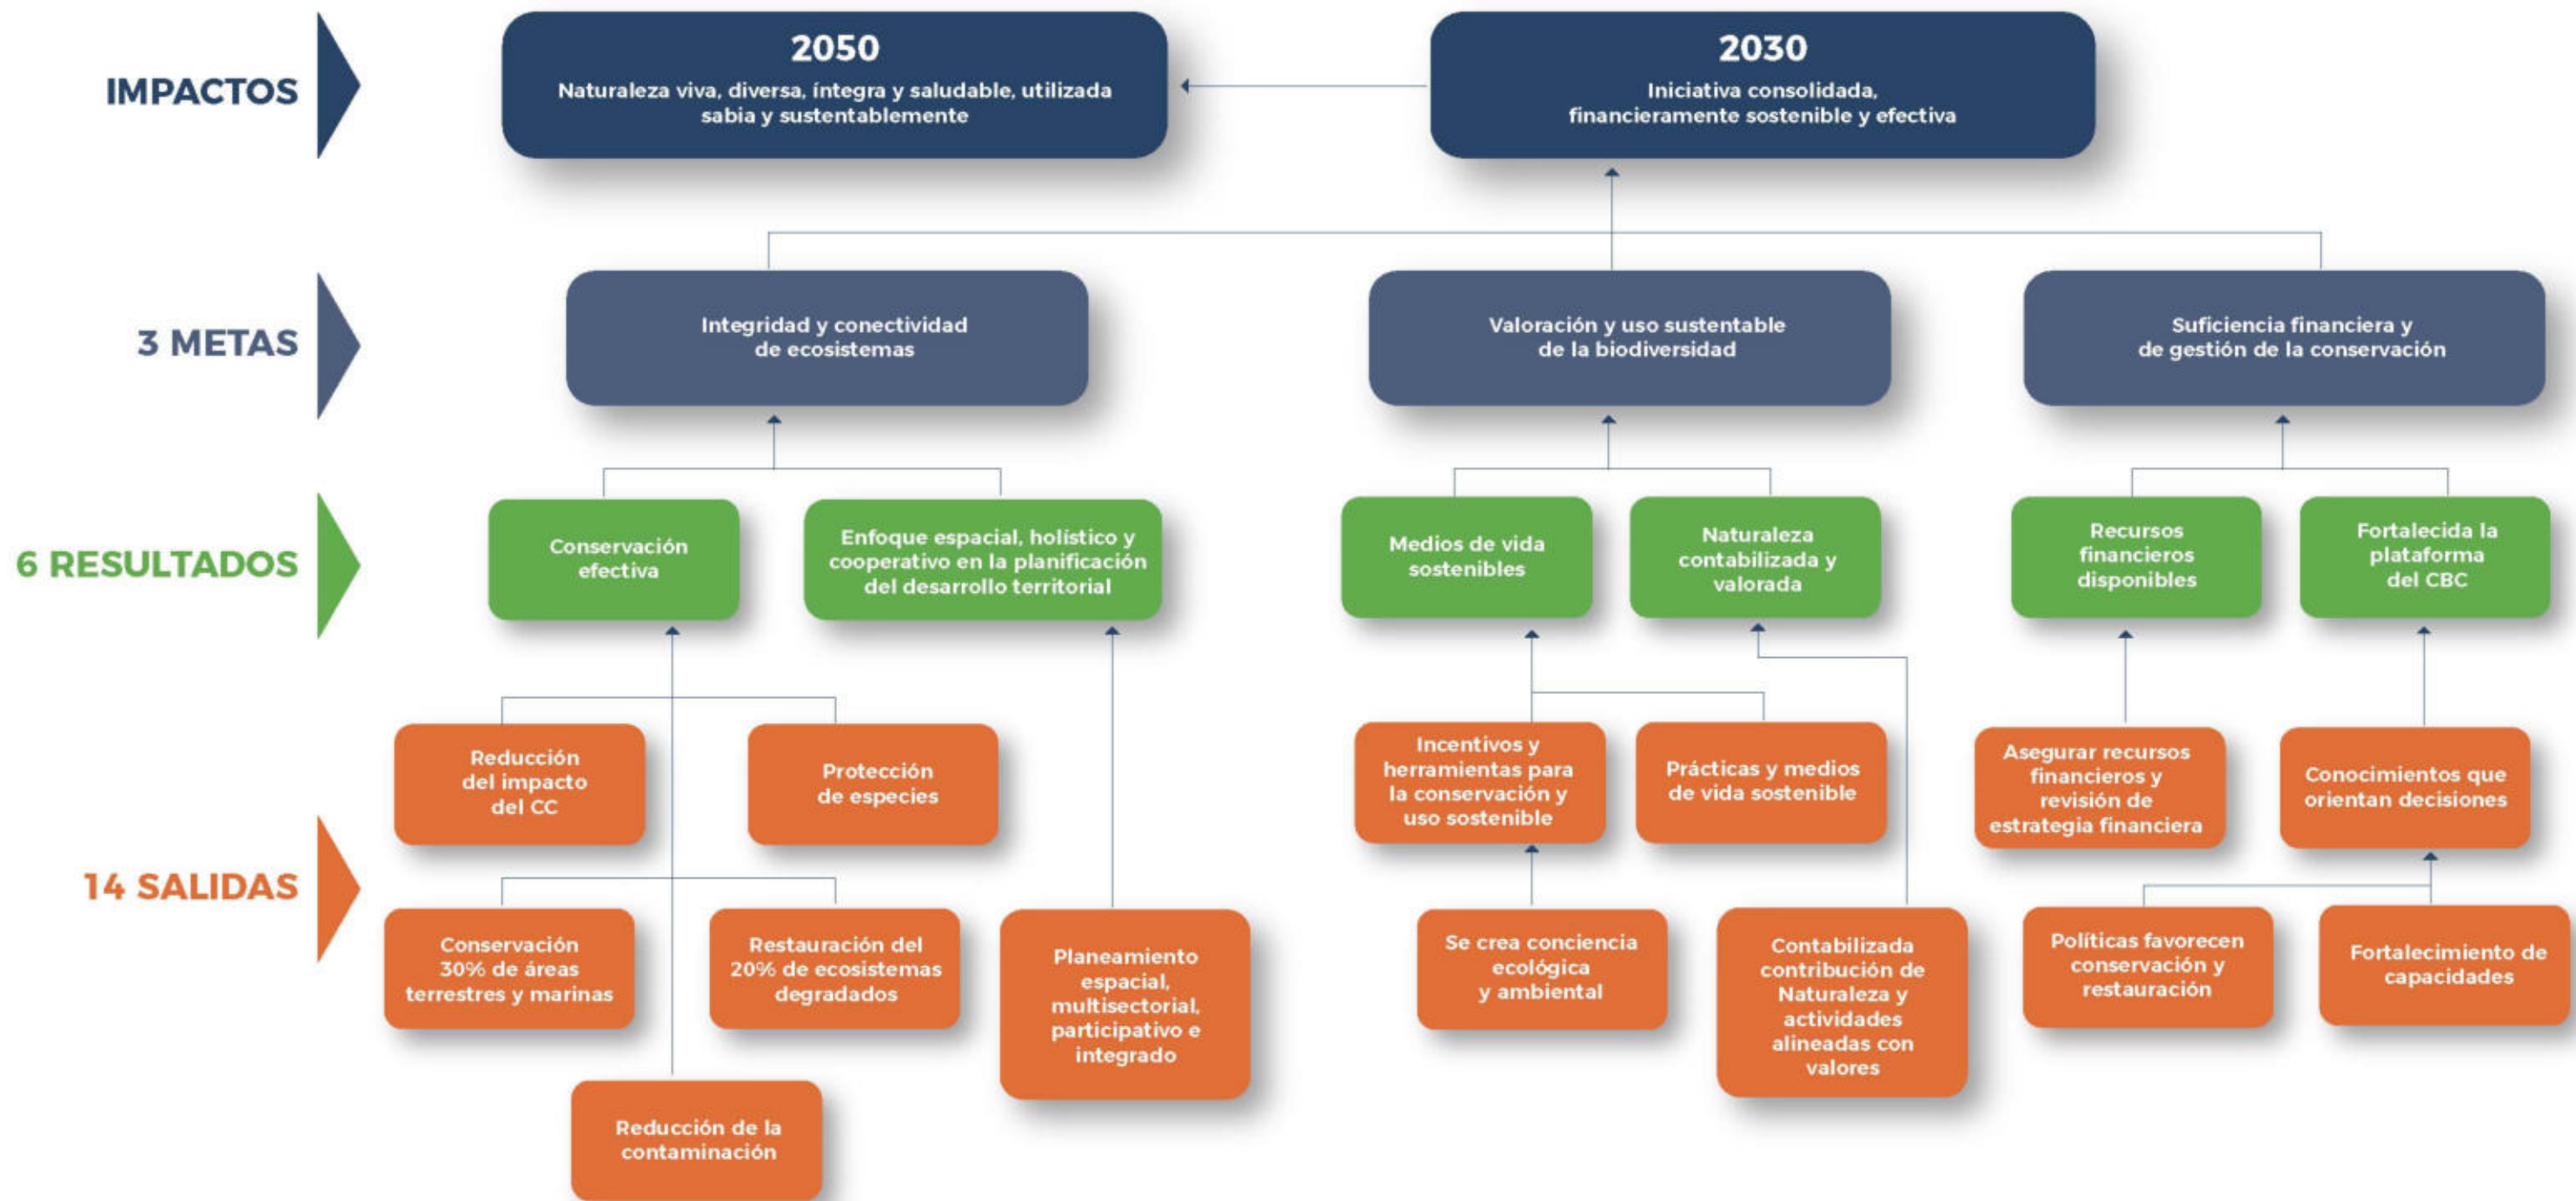 IMPACTOS
2050
Naturaleza viva, diversa, íntegra y saludable, utilizada
sabia y sustentablemente
2030
Iniciativa consolidada,
financieramente sostenible y efectiva
3 METAS
Integridad y conectividad
de ecosistemas
Valoración y uso sustentable
de la biodiversidad
Suficiencia financiera y
de gestión de la conservación
6 RESULTADOS
Conservación
efectiva
Enfoque espacial, holístico y
cooperativo en la planificación
del desarrollo territorial
Medios de vida
sostenibles
Naturaleza
contabilizada y
valorada
Recursos
financieros
disponibles
Fortalecida la
plataforma
del CBC
14 SALIDAS
Reducción
del impacto
del CC
Protección
de especies
Incentivos y
herramientas para
la conservación y
uso sostenible
Prácticas y medios
de vida sostenible
Asegurar recursos
financieros y
revisión de
estrategia financiera
Conocimientos que
orientan decisiones
Conservación
30% de áreas
terrestres y marinas
Restauración del
20% de ecosistemas
degradados
Planeamiento
espacial,
multisectorial,
participativo e
integrado
Se crea conciencia
ecológica
y ambiental
Contabilizada
contribución de
Naturaleza y
actividades
alineadas con
valores
Políticas favorecen
conservación y
restauración
Fortalecimiento de
capacidades
Reducción de la
contaminación